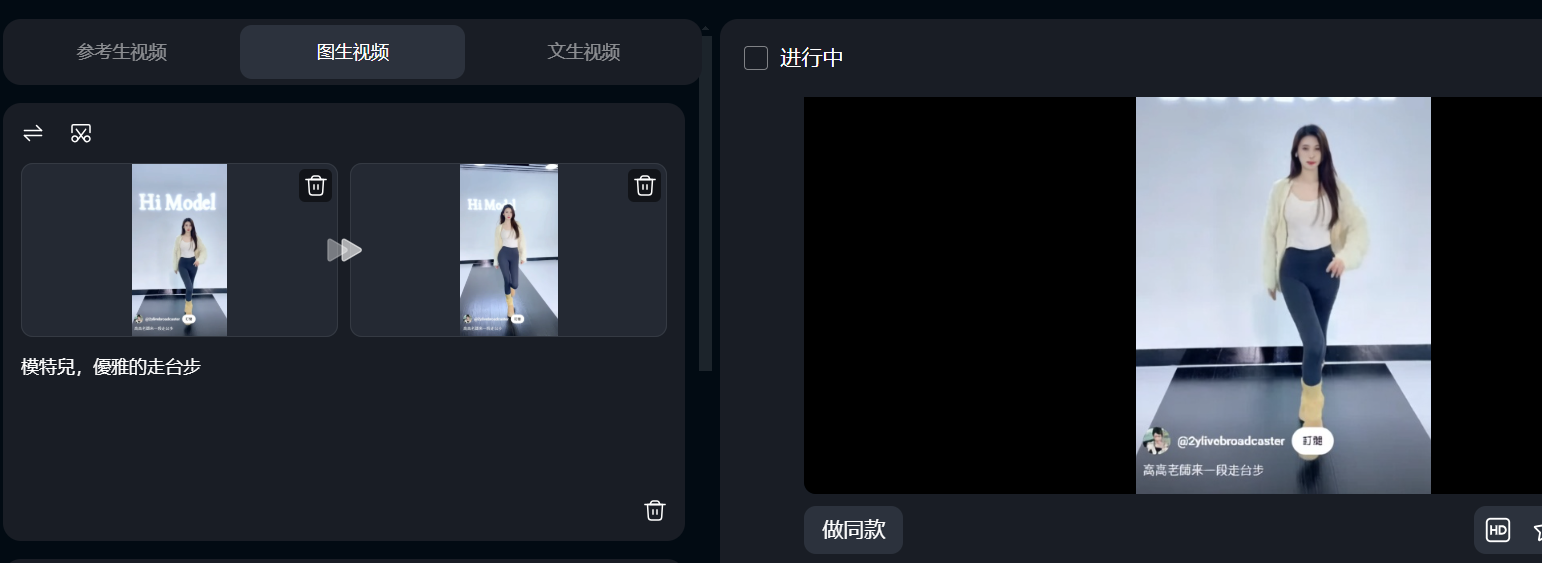 参考生视频
图生视频
文生视频
Hi Model
Hi Model
@2ylivebroadcaster
模特兒，優雅的走台步
进行中
@2ylivebroadcaster 訂閱
高高老師来一段走台步
做同款
HD